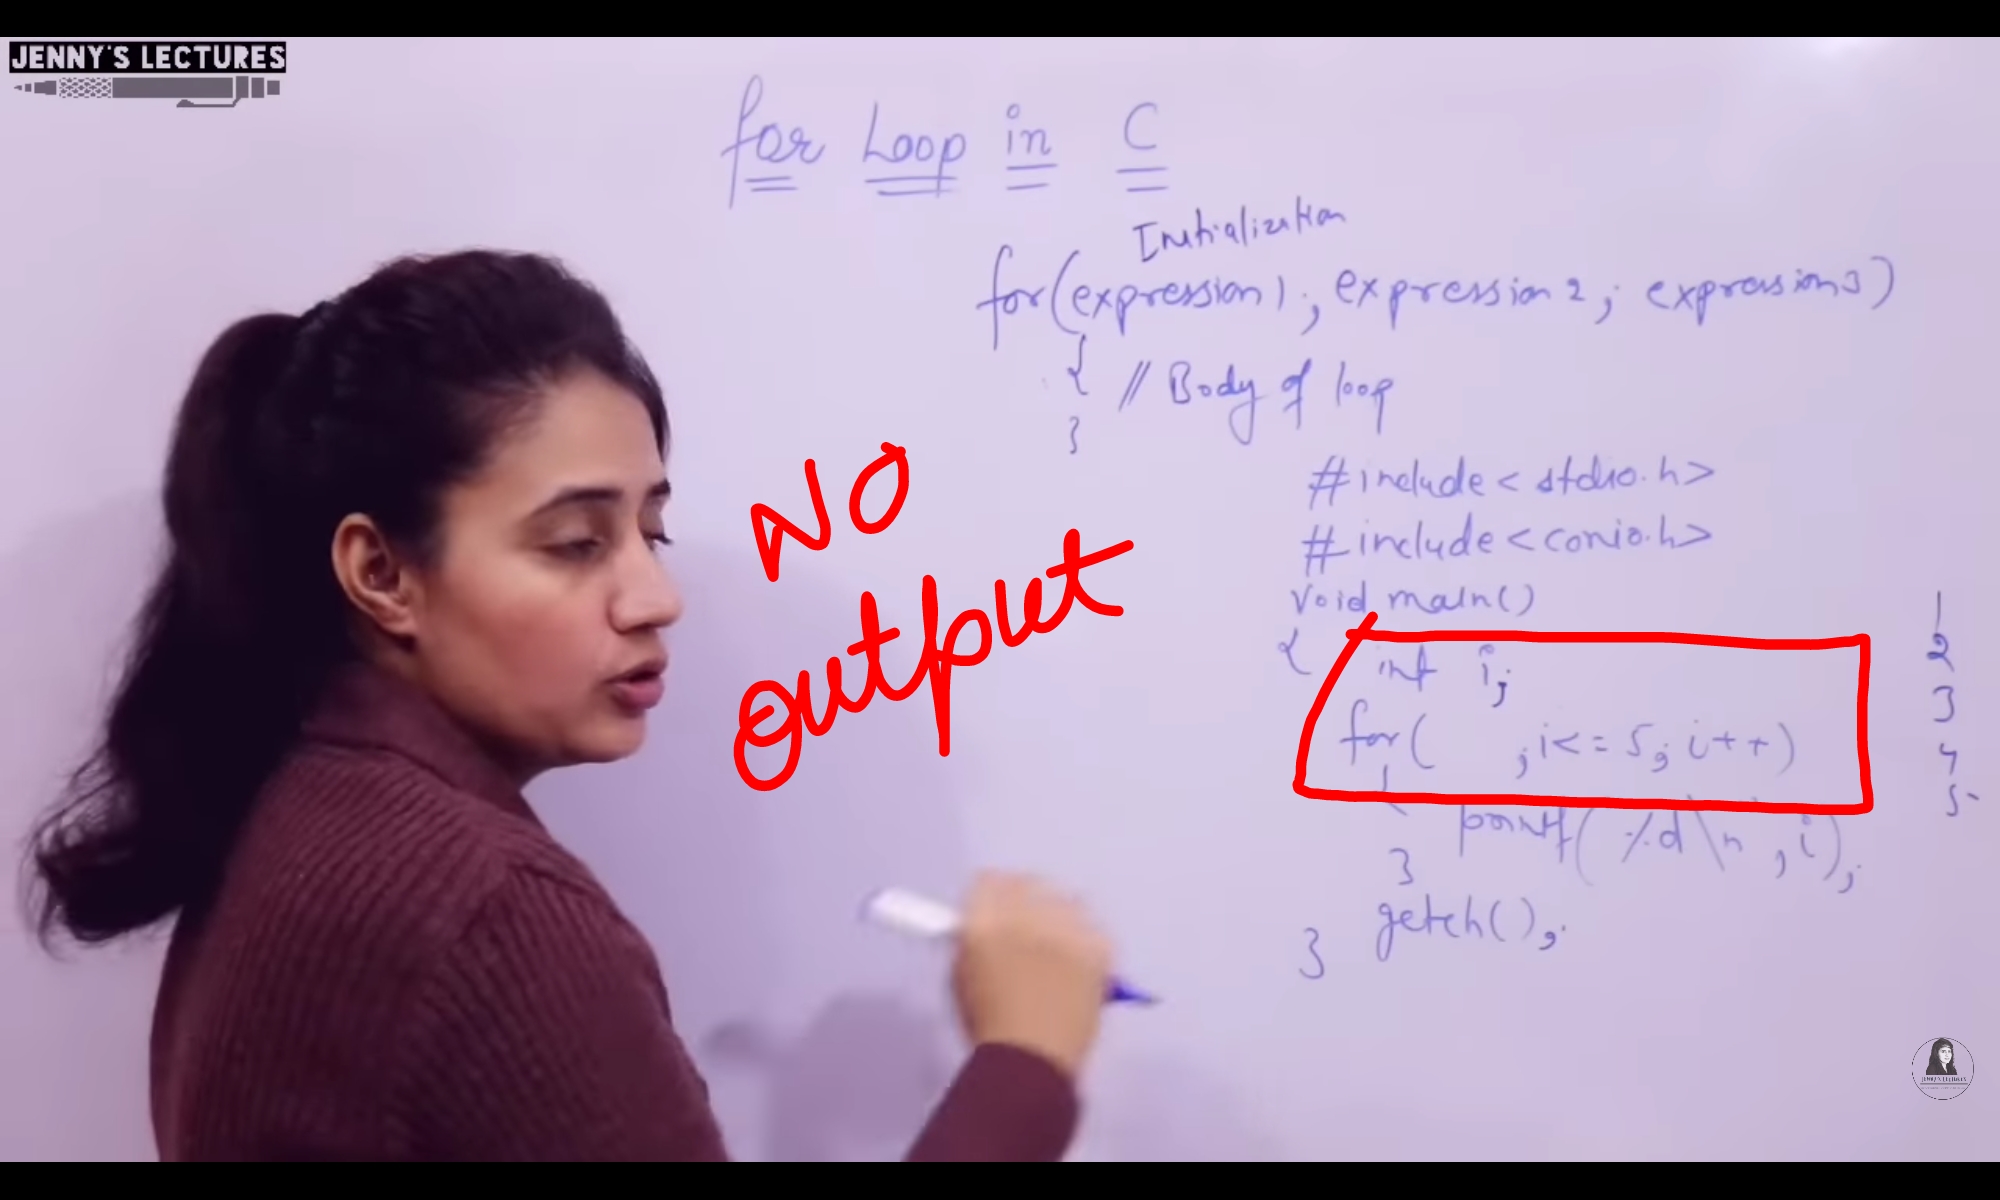 JENNY'S LECTURES
for Loop in C
Initialization
for(expression1; expression2; expression3)
{ // Body of loop
}
NO
output
#include<stdio.h>
#include<conio.h>
void main()
{ int i;
for( ;i<=5; i++)
{
printf("%d\n",i);
}
getch();
}
1
2
3
4
5
JENNY'S LECTURES